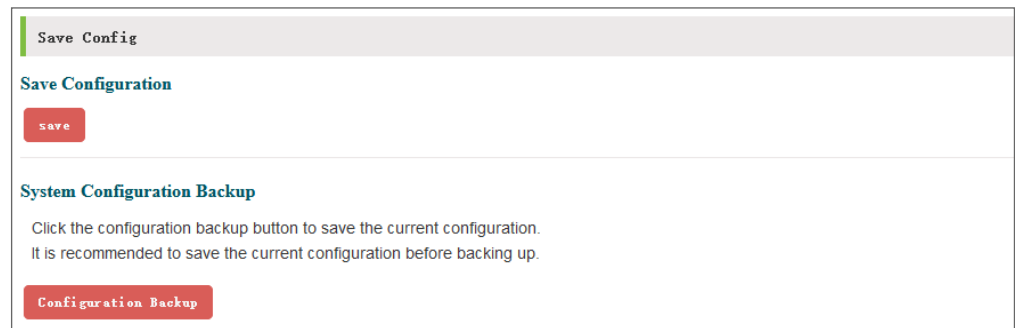 Save Config
Save Configuration
save
System Configuration Backup
Click the configuration backup button to save the current configuration.
It is recommended to save the current configuration before backing up.
Configuration Backup